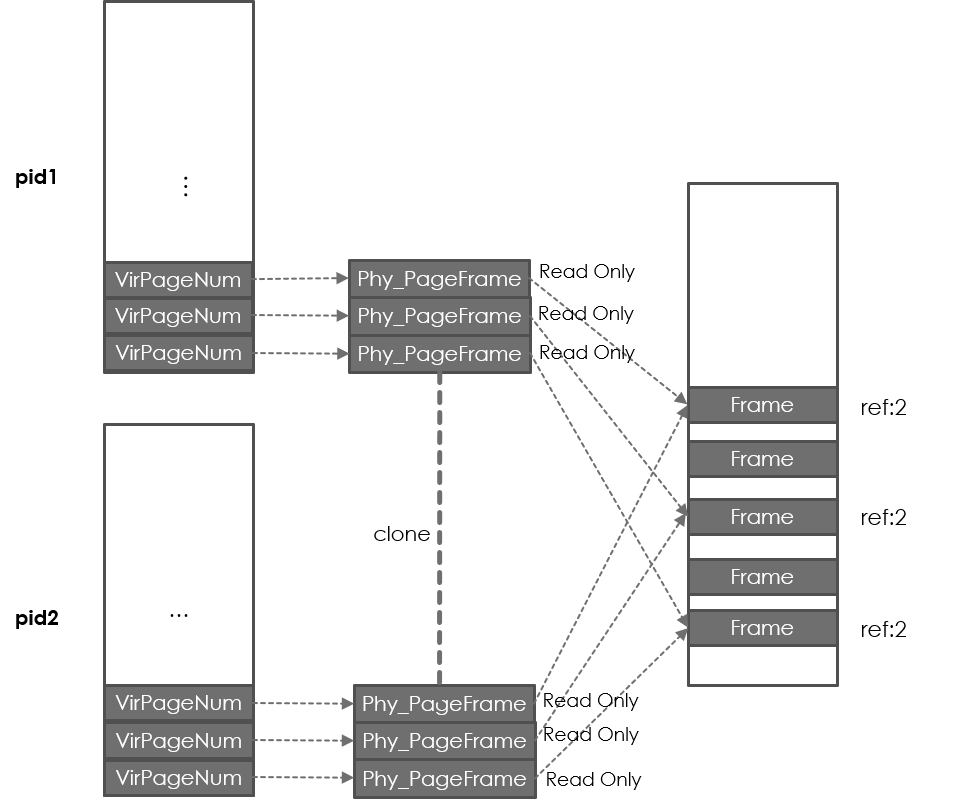 pid1
⋮
VirPageNum
VirPageNum
VirPageNum
Phy_PageFrame
Phy_PageFrame
Phy_PageFrame
Read Only
Read Only
Read Only
Frame
Frame
Frame
Frame
Frame
ref:2
ref:2
ref:2
clone
pid2
...
VirPageNum
VirPageNum
VirPageNum
Phy_PageFrame
Phy_PageFrame
Phy_PageFrame
Read Only
Read Only
Read Only